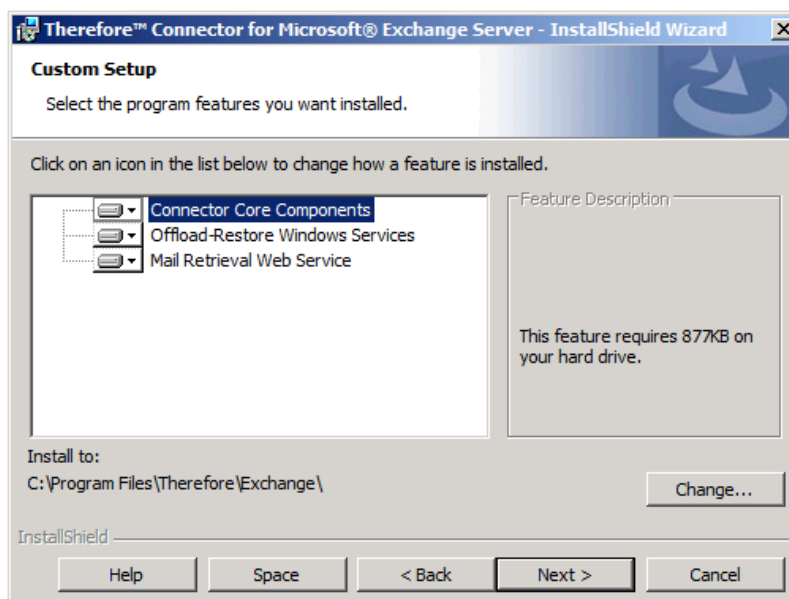 Therefore™ Connector for Microsoft® Exchange Server - InstallShield Wizard
Custom Setup
Select the program features you want installed.
Click on an icon in the list below to change how a feature is installed.
Connector Core Components
Offload-Restore Windows Services
Mail Retrieval Web Service
Feature Description
This feature requires 877KB on
your hard drive.
Install to:
C:\Program Files\Therefore\Exchange\
Change...
InstallShield
Help
Space
< Back
Next >
Cancel